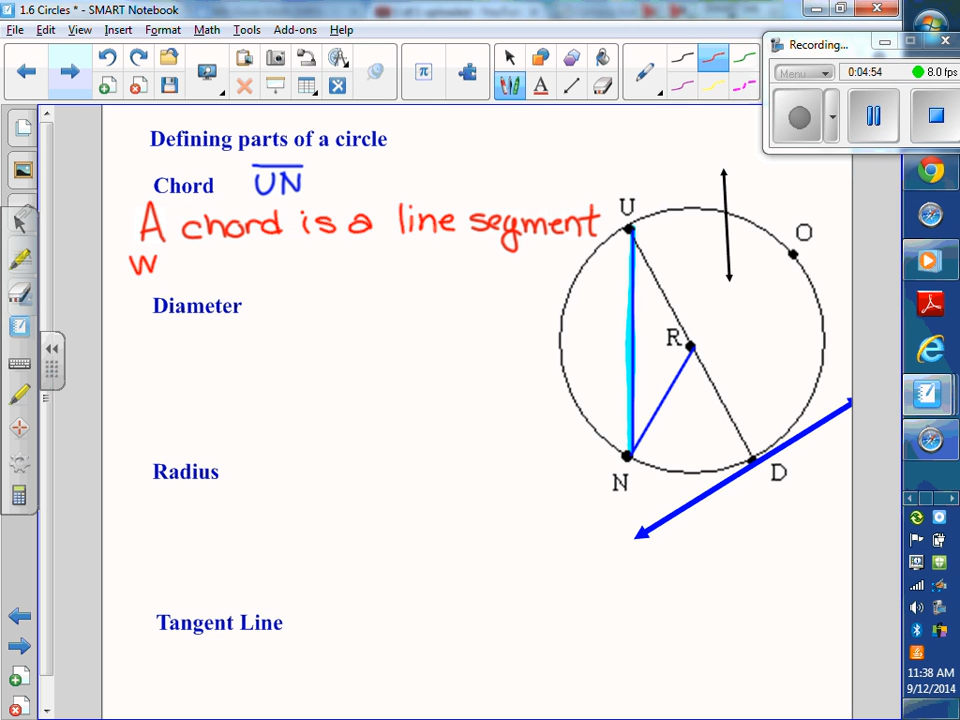 1.6 Circles * - SMART Notebook
File Edit View Insert Format Math Tools Add-ons Help
Recording...
Menu 0:04:54 8.0 fps
Defining parts of a circle
Chord UN
A chord is a line segment
w
Diameter
Radius
Tangent Line
U
O
R
N
D
11:38 AM
9/12/2014